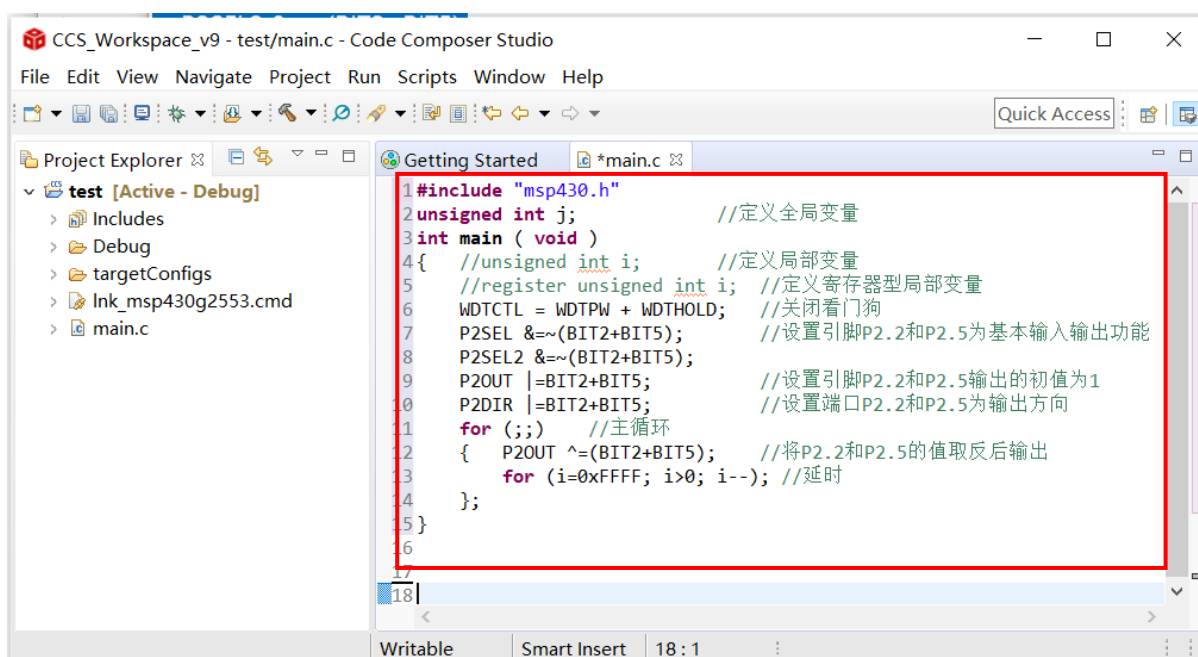 CCS_Workspace_v9 - test/main.c - Code Composer Studio
File Edit View Navigate Project Run Scripts Window Help
Quick Access
Project Explorer
Getting Started
*main.c
test [Active - Debug]
Includes
Debug
targetConfigs
lnk_msp430g2553.cmd
main.c
1 #include "msp430.h"
2 unsigned int j; //定义全局变量
3 int main ( void )
4 { //unsigned int i; //定义局部变量
5 //register unsigned int i; //定义寄存器型局部变量
6 WDTCTL = WDTPW + WDTHOLD; //关闭看门狗
7 P2SEL &=~(BIT2+BIT5); //设置引脚P2.2和P2.5为基本输入输出功能
8 P2SEL2 &=~(BIT2+BIT5);
9 P2OUT |=BIT2+BIT5; //设置引脚P2.2和P2.5输出的初值为1
10 P2DIR |=BIT2+BIT5; //设置端口P2.2和P2.5为输出方向
11 for (;;) //主循环
12 { P2OUT ^=(BIT2+BIT5); //将P2.2和P2.5的值取反后输出
13 for (i=0xFFFF; i>0; i--); //延时
14 };
15 }
16
17
18
Writable Smart Insert 18 : 1